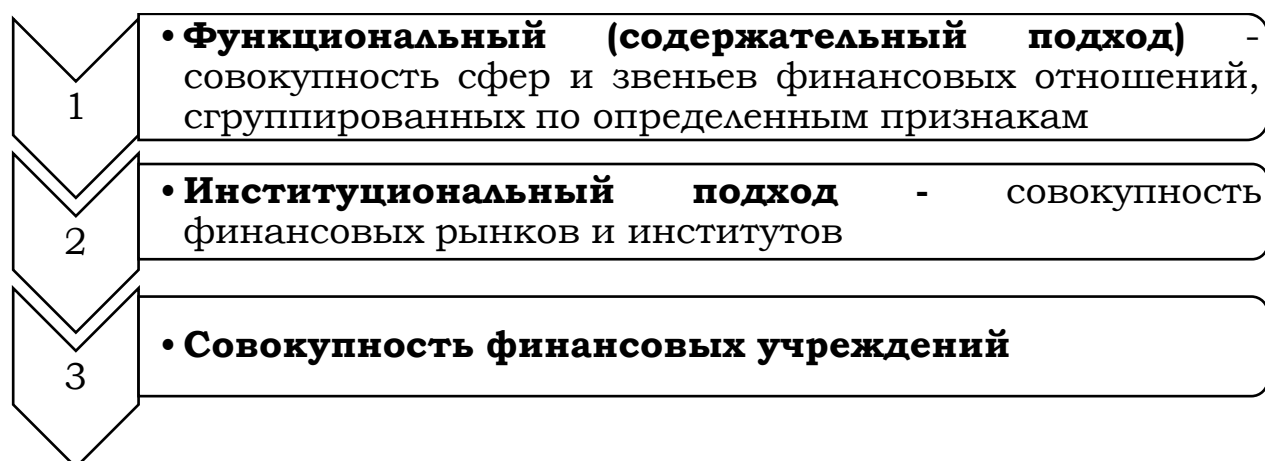 1
•Функциональный (содержательный подход) -
совокупность сфер и звеньев финансовых отношений,
сгруппированных по определенным признакам
2
•Институциональный подход - совокупность
финансовых рынков и институтов
3
•Совокупность финансовых учреждений